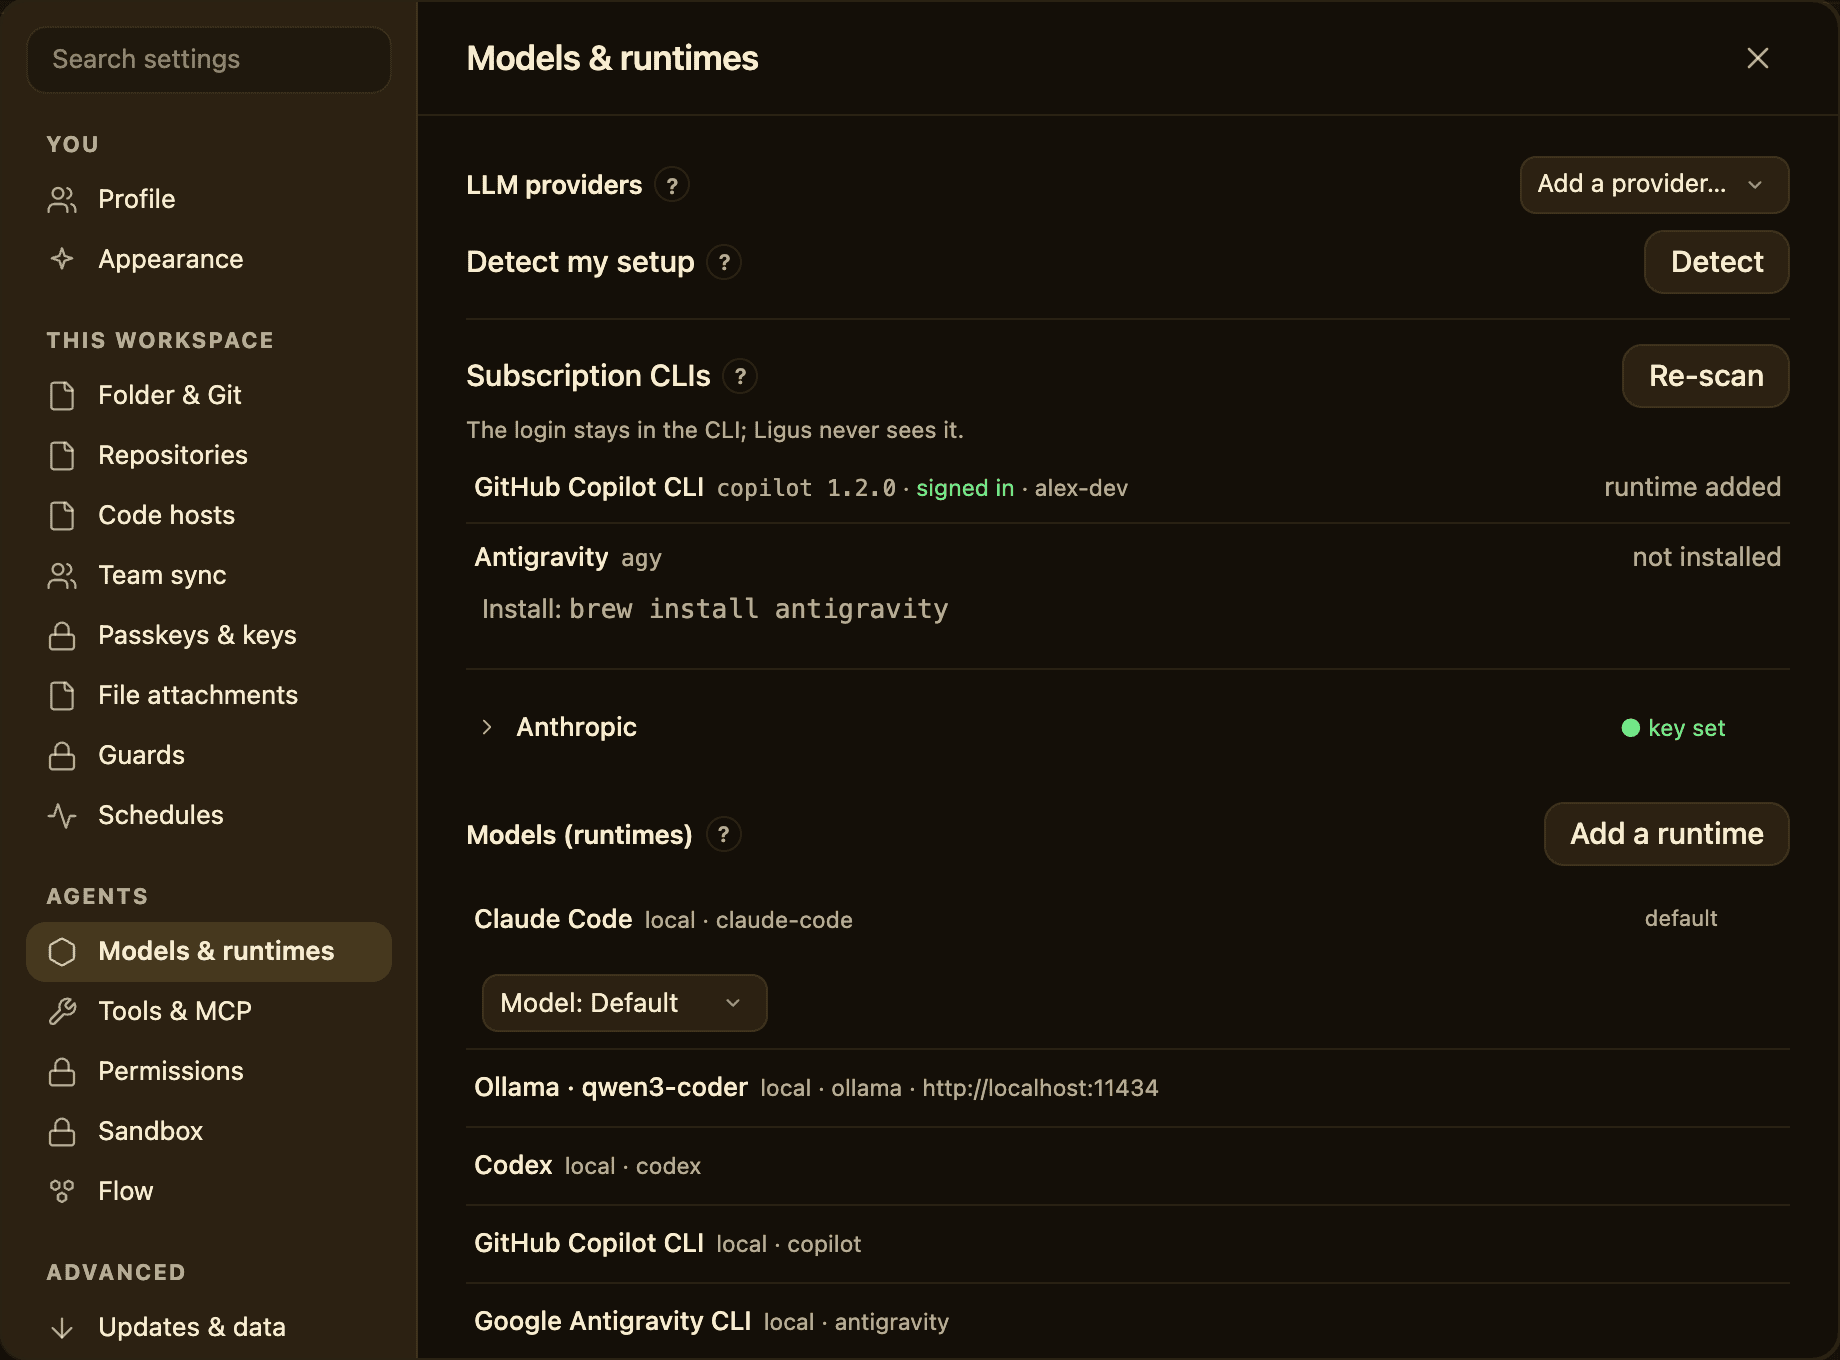 Search settings
YOU
Profile
Appearance
THIS WORKSPACE
Folder & Git
Repositories
Code hosts
Team sync
Passkeys & keys
File attachments
Guards
Schedules
AGENTS
Models & runtimes
Tools & MCP
Permissions
Sandbox
Flow
ADVANCED
Updates & data
Models & runtimes
LLM providers ? Add a provider...
Detect my setup ? Detect
Subscription CLIs ? Re-scan
The login stays in the CLI; Ligus never sees it.
GitHub Copilot CLI copilot 1.2.0 · signed in · alex-dev runtime added
Antigravity agy not installed
Install: brew install antigravity
Anthropic key set
Models (runtimes) ? Add a runtime
Claude Code local · claude-code default
Model: Default
Ollama · qwen3-coder local · ollama · http://localhost:11434
Codex local · codex
GitHub Copilot CLI local · copilot
Google Antigravity CLI local · antigravity